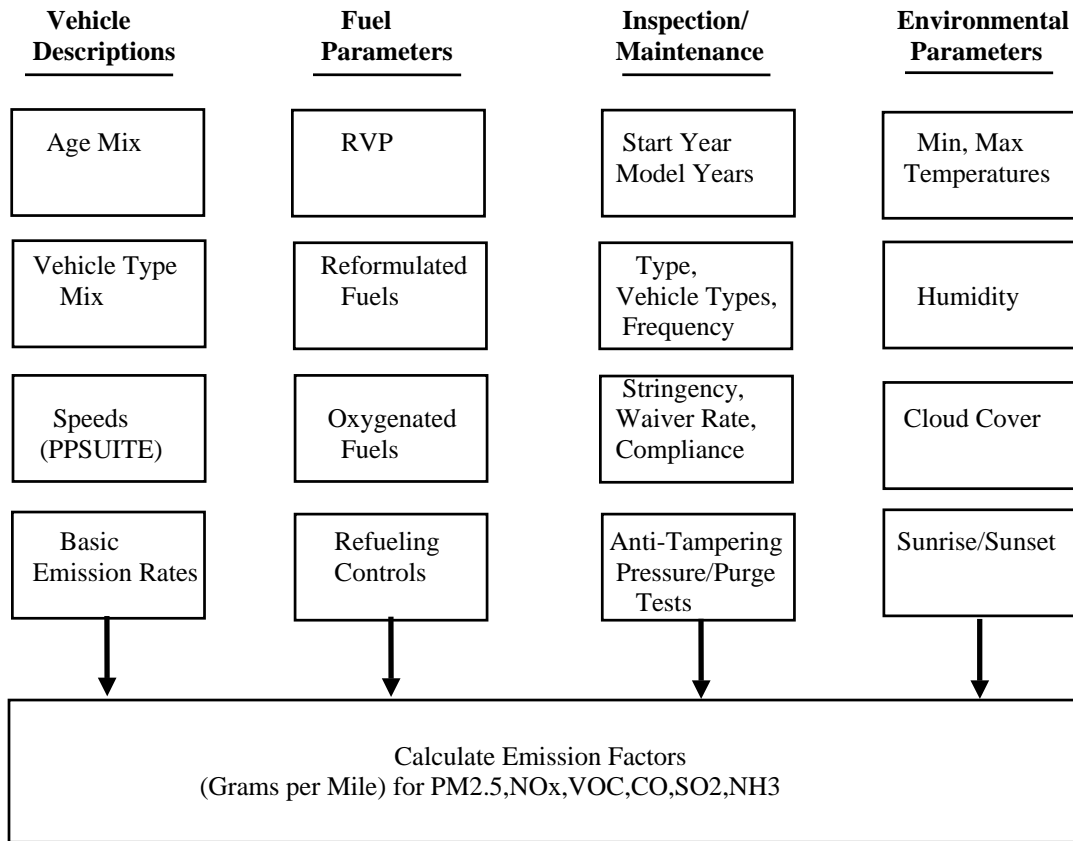 Vehicle
Descriptions
Fuel
Parameters
Inspection/
Maintenance
Environmental
Parameters
Age Mix
RVP
Start Year
Model Years
Min, Max
Temperatures
Vehicle Type
Mix
Reformulated
Fuels
Type,
Vehicle Types,
Frequency
Humidity
Speeds
(PPSUITE)
Oxygenated
Fuels
Stringency,
Waiver Rate,
Compliance
Cloud Cover
Basic
Emission Rates
Refueling
Controls
Anti-Tampering
Pressure/Purge
Tests
Sunrise/Sunset
Calculate Emission Factors
(Grams per Mile) for PM2.5,NOx,VOC,CO,SO2,NH3